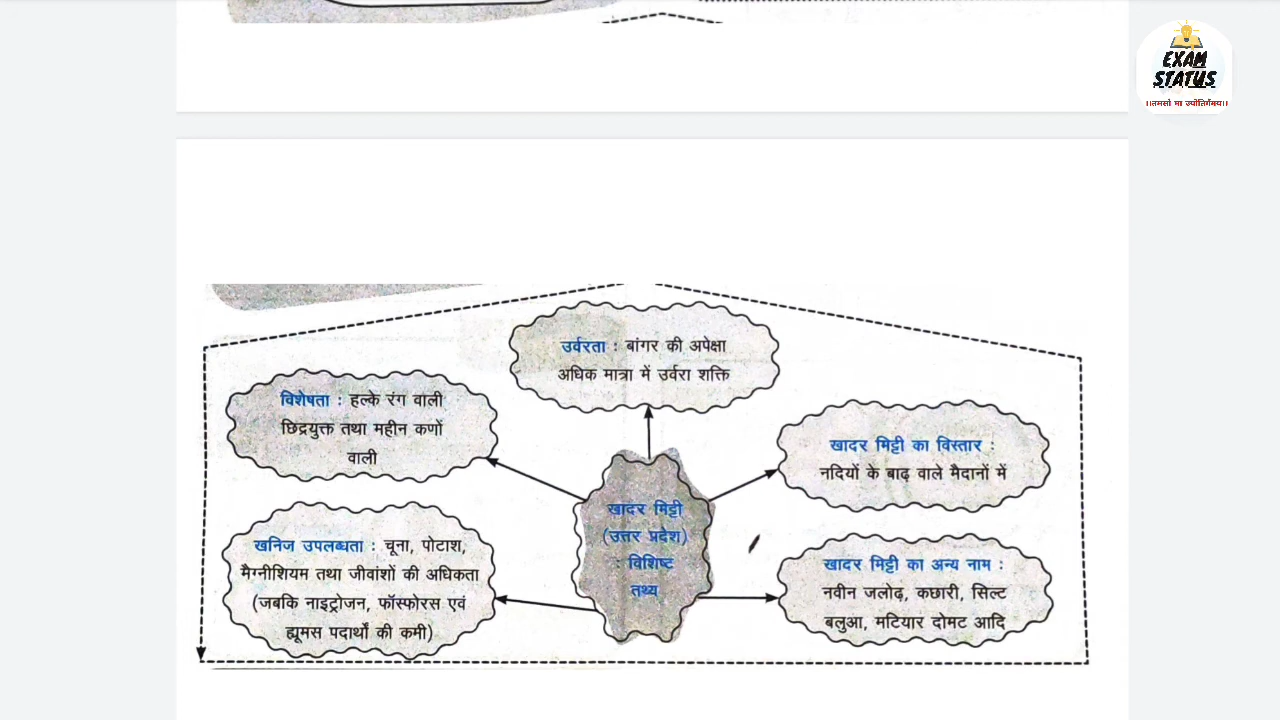 EXAM
STATUS
।।तमसो मा ज्योतिर्गमय।।
उर्वरता : बांगर की अपेक्षा
अधिक मात्रा में उर्वरा शक्ति
विशेषता : हल्के रंग वाली
छिद्रयुक्त तथा महीन कणों
वाली
खादर मिट्टी का विस्तार :
नदियों के बाढ़ वाले मैदानों में
खादर मिट्टी
(उत्तर प्रदेश)
: विशिष्ट
तथ्य
खनिज उपलब्धता : चूना, पोटाश,
मैग्नीशियम तथा जीवांशों की अधिकता
(जबकि नाइट्रोजन, फॉस्फोरस एवं
ह्यूमस पदार्थों की कमी)
खादर मिट्टी का अन्य नाम :
नवीन जलोढ़, कछारी, सिल्ट
बलुआ, मटियार दोमट आदि